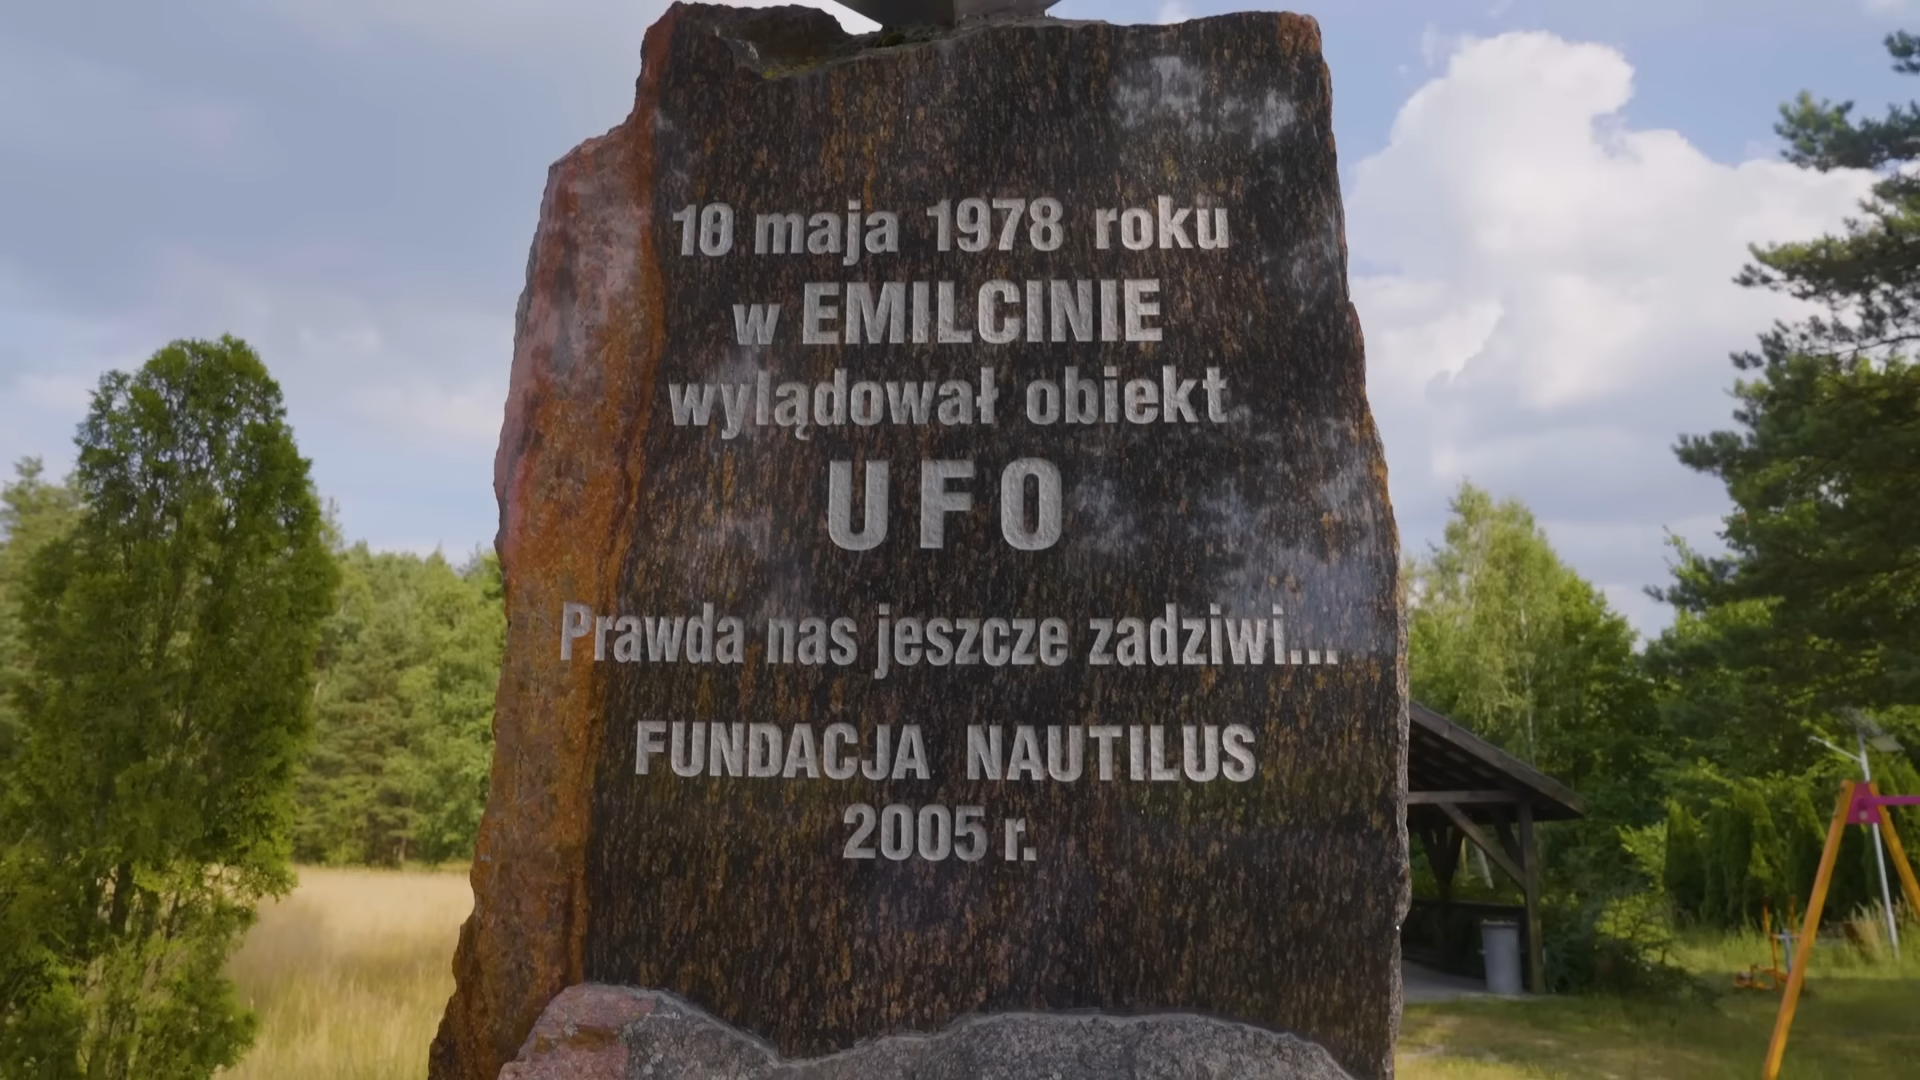 10 maja 1978 roku
w EMILCINIE
wylądował obiekt
UFO
Prawda nas jeszcze zadziwi...
FUNDACJA NAUTILUS
2005 r.